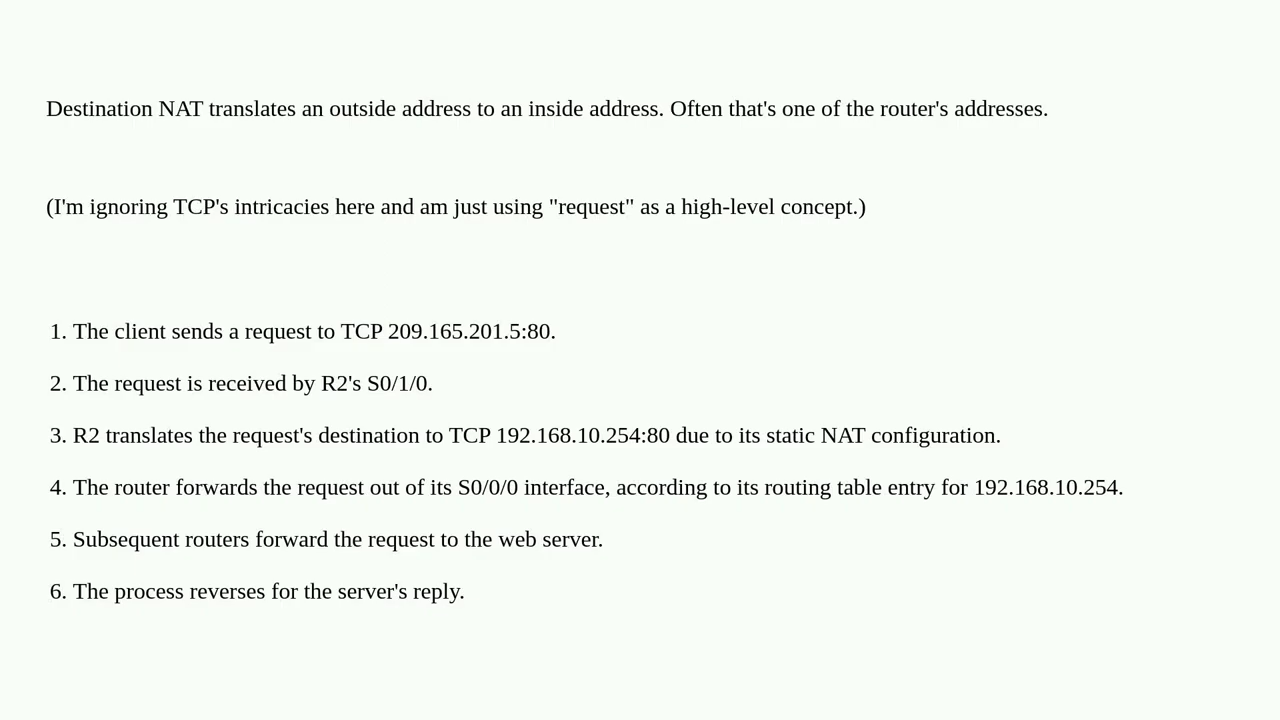 Destination NAT translates an outside address to an inside address. Often that's one of the router's addresses.
(I'm ignoring TCP's intricacies here and am just using "request" as a high-level concept.)
1. The client sends a request to TCP 209.165.201.5:80.
2. The request is received by R2's S0/1/0.
3. R2 translates the request's destination to TCP 192.168.10.254:80 due to its static NAT configuration.
4. The router forwards the request out of its S0/0/0 interface, according to its routing table entry for 192.168.10.254.
5. Subsequent routers forward the request to the web server.
6. The process reverses for the server's reply.